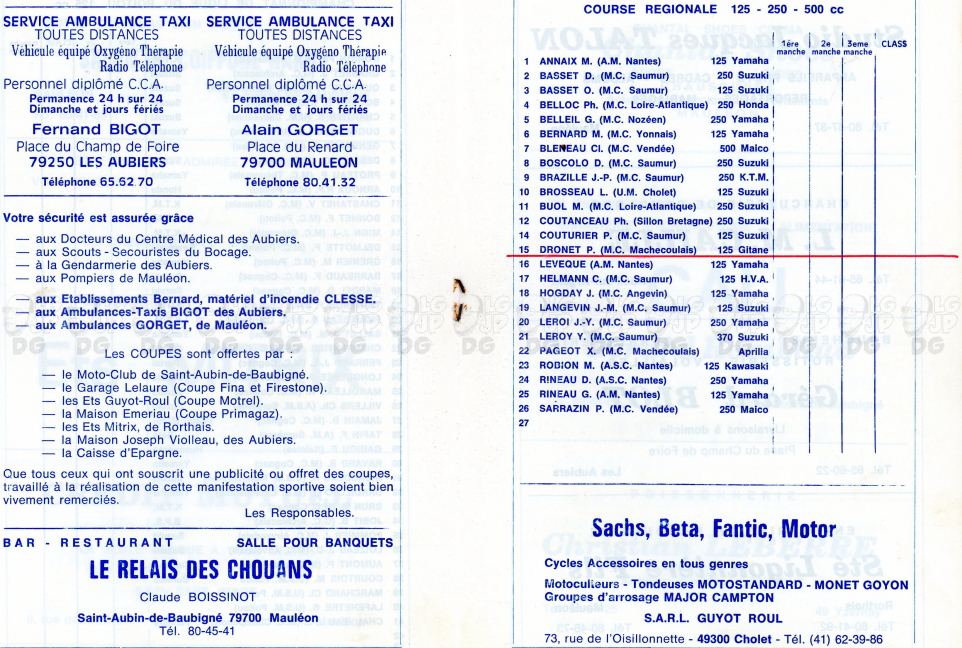 SERVICE AMBULANCE TAXI
TOUTES DISTANCES
Véhicule équipé Oxygéno Thérapie
Radio Téléphone
Personnel diplômé C.C.A.
Permanence 24 h sur 24
Dimanche et jours fériés
Fernand BIGOT
Place du Champ de Foire
79250 LES AUBIERS
Téléphone 65.62.70
SERVICE AMBULANCE TAXI
TOUTES DISTANCES
Véhicule équipé Oxygéno Thérapie
Radio Téléphone
Personnel diplômé C.C.A.
Permanence 24 h sur 24
Dimanche et jours fériés
Alain GORGET
Place du Renard
79700 MAULEON
Téléphone 80.41.32
Votre sécurité est assurée grâce
— aux Docteurs du Centre Médical des Aubiers.
— aux Scouts - Secouristes du Bocage.
— à la Gendarmerie des Aubiers.
— aux Pompiers de Mauléon.
— aux Etablissements Bernard, matériel d'incendie CLESSE.
— aux Ambulances-Taxis BIGOT des Aubiers.
— aux Ambulances GORGET, de Mauléon.
Les COUPES sont offertes par :
— le Moto-Club de Saint-Aubin-de-Baubigné.
— le Garage Lelaure (Coupe Fina et Firestone).
— les Ets Guyot-Roul (Coupe Motrel).
— la Maison Emeriau (Coupe Primagaz).
— les Ets Mitrix, de Rorthais.
— la Maison Joseph Violleau, des Aubiers.
— la Caisse d'Epargne.
Que tous ceux qui ont souscrit une publicité ou offret des coupes,
travaillé à la réalisation de cette manifestation sportive soient bien
vivement remerciés.
Les Responsables.
BAR - RESTAURANT SALLE POUR BANQUETS
LE RELAIS DES CHOUANS
Claude BOISSINOT
Saint-Aubin-de-Baubigné 79700 Mauléon
Tél. 80-45-41
COURSE REGIONALE 125 - 250 - 500 cc
1ére manche 2e manche 3eme manche CLASS
1 ANNAIX M. (A.M. Nantes) 125 Yamaha
2 BASSET D. (M.C. Saumur) 250 Suzuki
3 BASSET O. (M.C. Saumur) 125 Suzuki
4 BELLOC Ph. (M.C. Loire-Atlantique) 250 Honda
5 BELLEIL G. (M.C. Nozéen) 250 Yamaha
6 BERNARD M. (M.C. Yonnais) 125 Yamaha
7 BLENEAU Cl. (M.C. Vendée) 500 Maico
8 BOSCOLO D. (M.C. Saumur) 250 Suzuki
9 BRAZILLE J.-P. (M.C. Saumur) 250 K.T.M.
10 BROSSEAU L. (U.M. Cholet) 125 Suzuki
11 BUOL M. (M.C. Loire-Atlantique) 250 Suzuki
12 COUTANCEAU Ph. (Sillon Bretagne) 250 Suzuki
14 COUTURIER P. (M.C. Saumur) 125 Suzuki
15 DRONET P. (M.C. Machecoulais) 125 Gitane
16 LEVEQUE (A.M. Nantes) 125 Yamaha
17 HELMANN C. (M.C. Saumur) 125 H.V.A.
18 HOGDAY J. (M.C. Angevin) 125 Yamaha
19 LANGEVIN J.-M. (M.C. Saumur) 125 Suzuki
20 LEROI J.-Y. (M.C. Saumur) 250 Yamaha
21 LEROY Y. (M.C. Saumur) 370 Suzuki
22 PAGEOT X. (M.C. Machecoulais) Aprilia
23 ROBION M. (A.S.C. Nantes) 125 Kawasaki
24 RINEAU D. (A.S.C. Nantes) 250 Yamaha
25 RINEAU G. (A.M. Nantes) 125 Yamaha
26 SARRAZIN P. (M.C. Vendée) 250 Maico
27
Sachs, Beta, Fantic, Motor
Cycles Accessoires en tous genres
Motoculteurs - Tondeuses MOTOSTANDARD - MONET GOYON
Groupes d'arrosage MAJOR CAMPTON
S.A.R.L. GUYOT ROUL
73, rue de l'Oisillonnette - 49300 Cholet - Tél. (41) 62-39-86